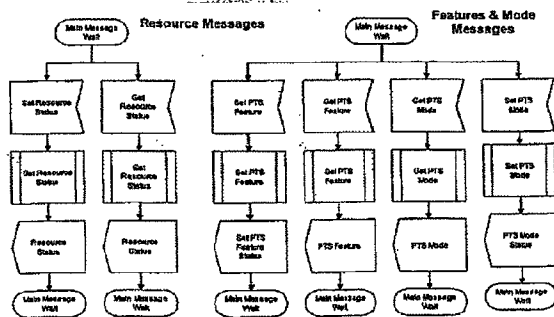 Resource Messages
Features & Mode
Messages
Main Message
Wait
Main Message
Wait
Set Resource
Status
Get
Resource
Status
Set PTS
Feature
Get PTS
Feature
Get PTS
Mode
Set PTS
Mode
Set Resource
Status
Get
Resource
Status
Set PTS
Feature
Get PTS
Feature
Get PTS
Mode
Set PTS
Mode
Resource
Status
Resource
Status
Set PTS
Feature
Status
PTS Feature
PTS Mode
PTS Mode
Status
Main Message
Wait
Main Message
Wait
Main Message
Wait
Main Message
Wait
Main Message
Wait
Main Message
Wait